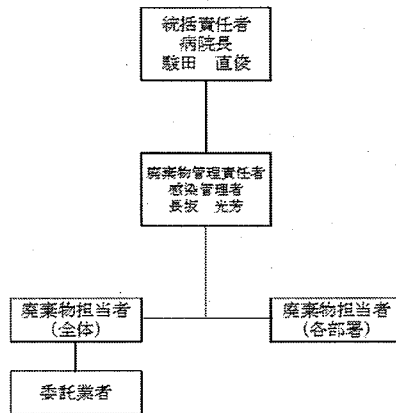 統括責任者
病院長
駿田 直俊
廃棄物管理責任者
感染管理者
長坂 光芳
廃棄物担当者
(全体)
廃棄物担当者
(各部署)
委託業者